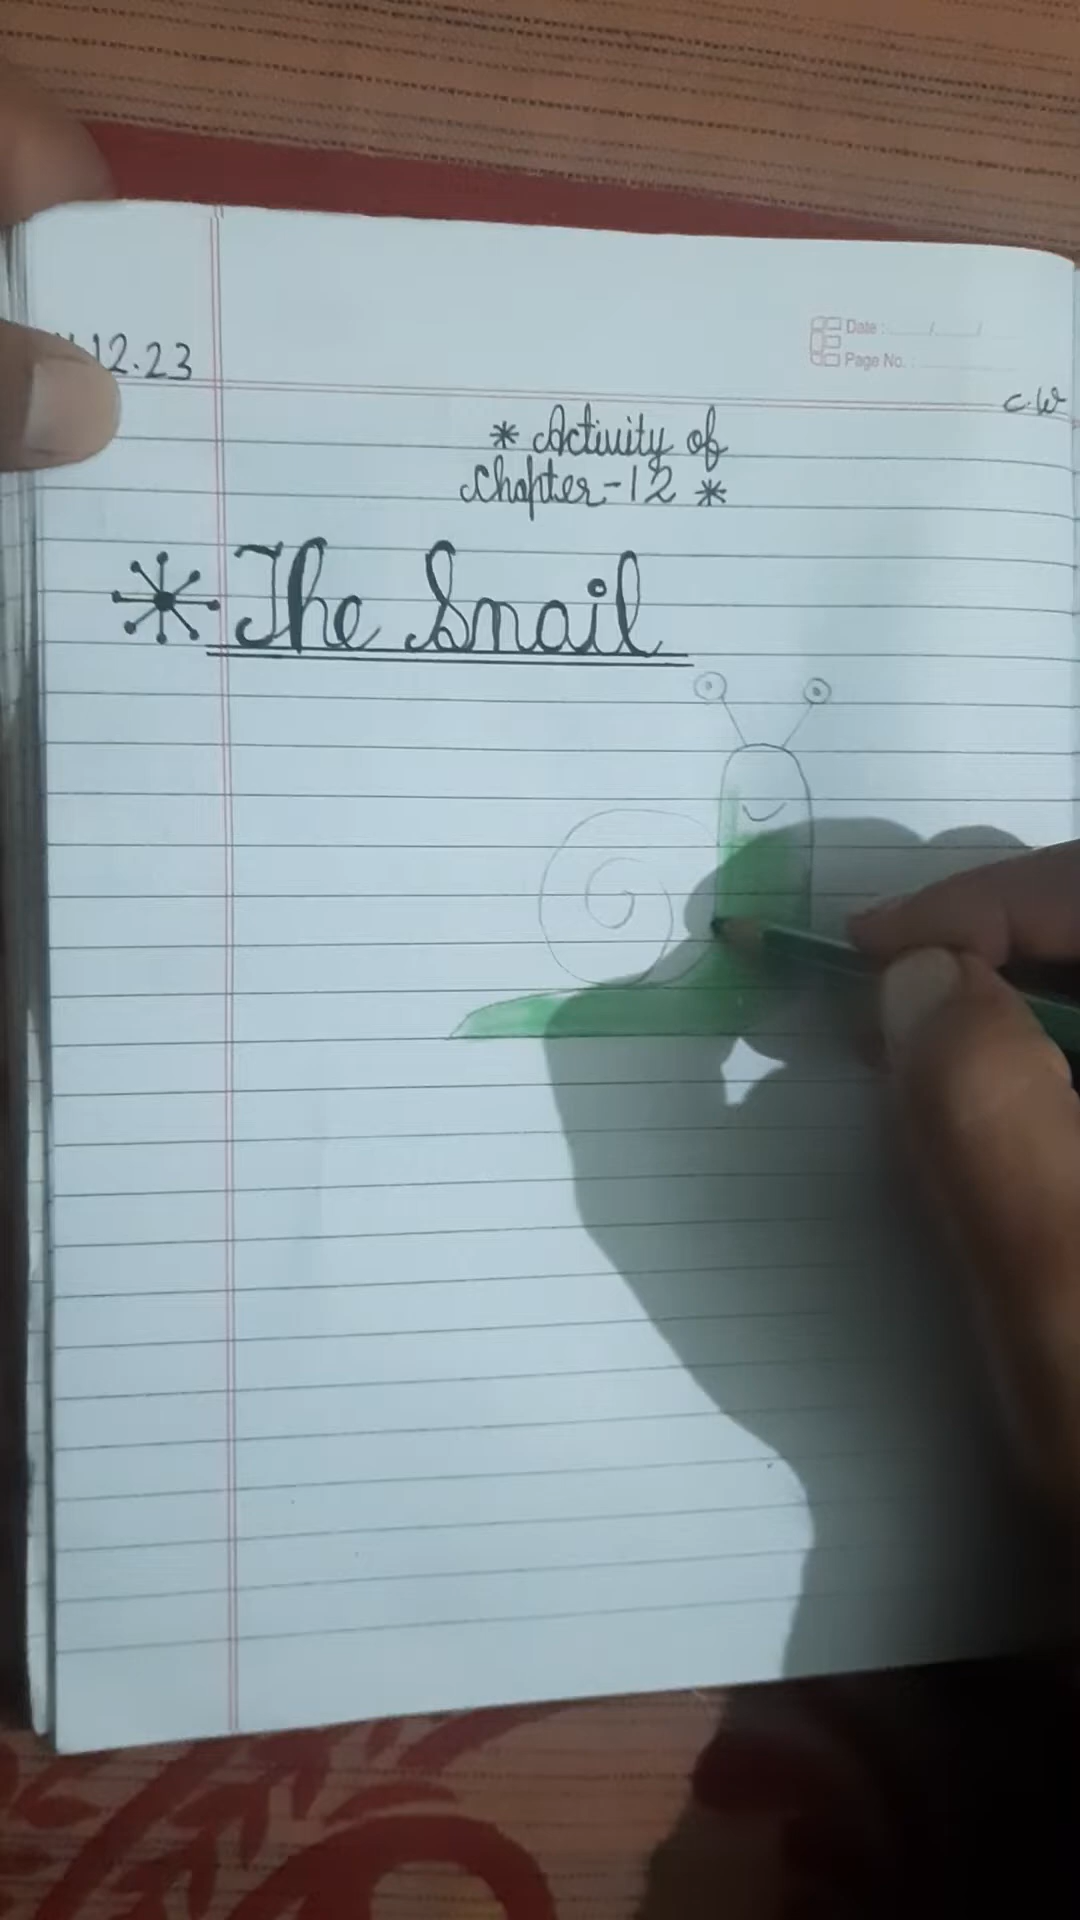 12.23
Date : ...../...../
Page No. :
C.W
* Activity of
Chapter-12 *
The Snail